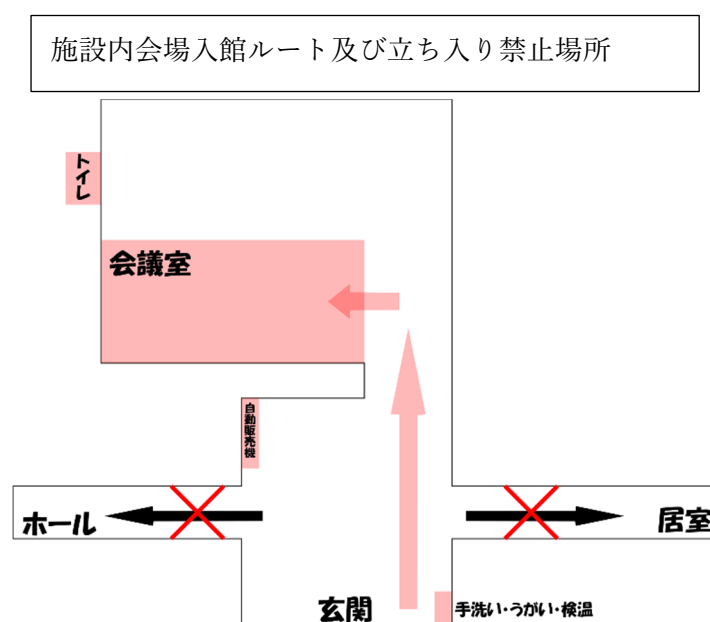 施設内会場入館ルート及び立ち入り禁止場所
トイレ
会議室
自動販売機
ホール
居室
玄関
手洗い・うがい・検温